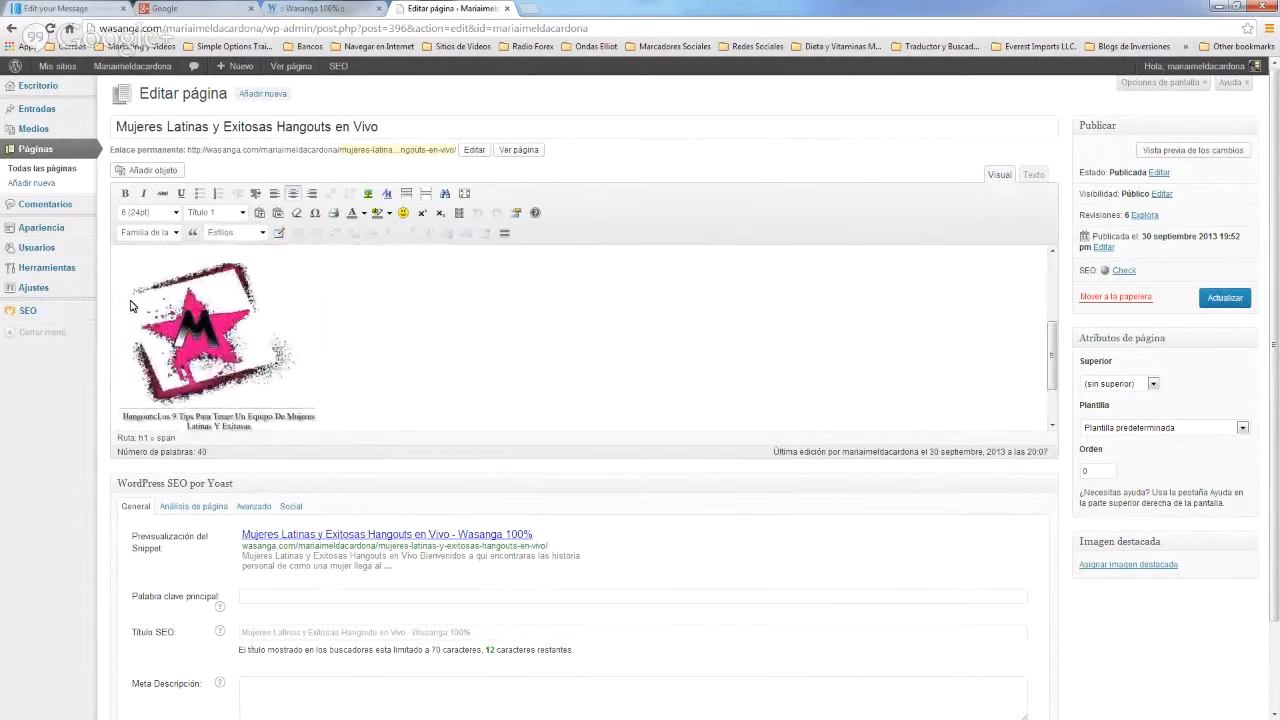 Edit your Message
Google
:: Wasanga 100% ::
Editar página ‹ Mariaimeld
wasanga.com/mariaimeldacardona/wp-admin/post.php?post=396&action=edit&id=mariaimeldacardona
Apps
Cursos
Marketing y Videos
Simple Options Trai...
Bancos
Navegar en Internet
Sitios de Videos
Radio Forex
Ondas Elliot
Marcadores Sociales
Redes Sociales
Dieta y Vitaminas M...
Traductor y Buscad...
Everest Imports LLC.
Blogs de Inversiones
»
Other bookmarks
Mis sitios
Mariaimeldacardona
Nuevo
Ver página
SEO
Hola, mariaimeldacardona
Escritorio
Entradas
Medios
Páginas
Todas las páginas
Añadir nueva
Comentarios
Apariencia
Usuarios
Herramientas
Ajustes
SEO
Cerrar menú
Opciones de pantalla
Ayuda
Editar página
Añadir nueva
Mujeres Latinas y Exitosas Hangouts en Vivo
Enlace permanente: http://wasanga.com/mariaimeldacardona/mujeres-latina...ngouts-en-vivo/
Editar
Ver página
Añadir objeto
Visual
Texto
6 (24pt)
Título 1
Familia de la
Estilos
M
Hangouts:Los 9 Tips Para Tener Un Equipo De Mujeres
Latinas Y Exitosas
Ruta: h1 » span
Número de palabras: 40
Última edición por mariaimeldacardona el 30 septiembre, 2013 a las 20:07
WordPress SEO por Yoast
General
Análisis de página
Avanzado
Social
Previsualización del
Snippet:
Mujeres Latinas y Exitosas Hangouts en Vivo - Wasanga 100%
wasanga.com/mariaimeldacardona/mujeres-latinas-y-exitosas-hangouts-en-vivo/
Mujeres Latinas y Exitosas Hangouts en Vivo Bienvenidos a qui encontraras las historia
personal de como una mujer llega al ...
Palabra clave principal:
Título SEO:
Mujeres Latinas y Exitosas Hangouts en Vivo - Wasanga 100%
El título mostrado en los buscadores esta limitado a 70 caracteres, 12 caracteres restantes.
Meta Descripción:
Publicar
Vista previa de los cambios
Estado: Publicada Editar
Visibilidad: Público Editar
Revisiones: 6 Explora
Publicada el: 30 septiembre 2013 19:52
pm Editar
SEO: Check
Mover a la papelera
Actualizar
Atributos de página
Superior
(sin superior)
Plantilla
Plantilla predeterminada
Orden
0
¿Necesitas ayuda? Usa la pestaña Ayuda en
la parte superior derecha de la pantalla.
Imagen destacada
Asignar imagen destacada